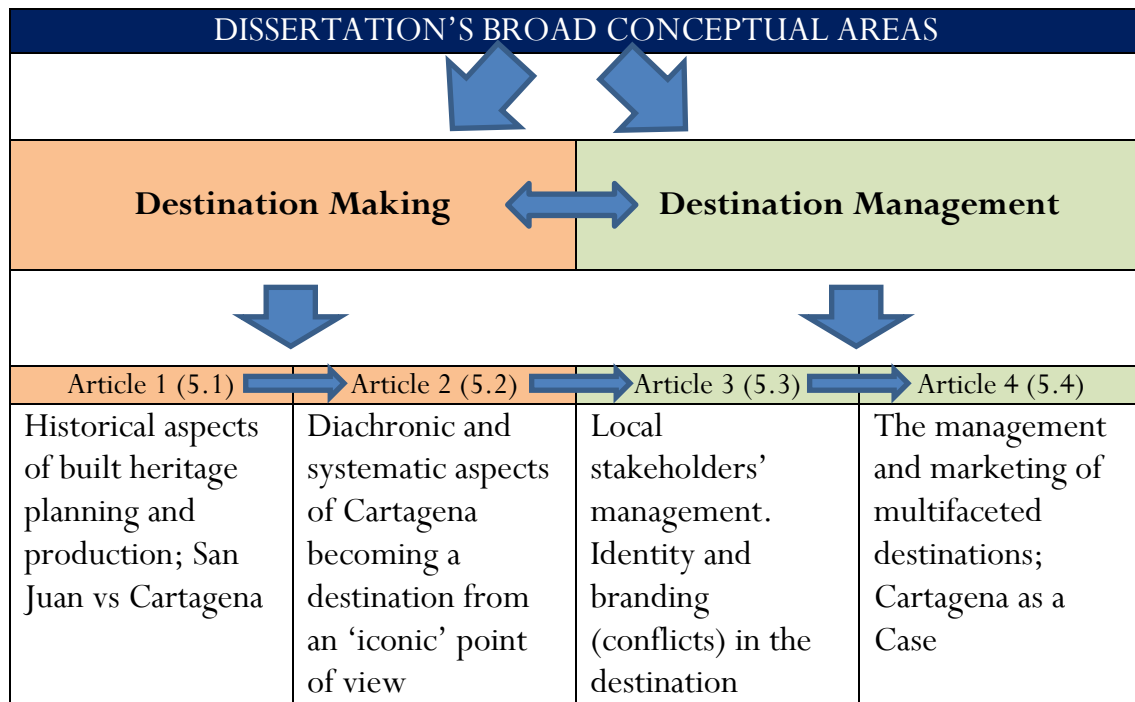 DISSERTATION’S BROAD CONCEPTUAL AREAS
Destination Making
Destination Management
Article 1 (5.1)
Article 2 (5.2)
Article 3 (5.3)
Article 4 (5.4)
Historical aspects
of built heritage
planning and
production; San
Juan vs Cartagena
Diachronic and
systematic aspects
of Cartagena
becoming a
destination from
an ‘iconic’ point
of view
Local
stakeholders’
management.
Identity and
branding
(conflicts) in the
destination
The management
and marketing of
multifaceted
destinations;
Cartagena as a
Case